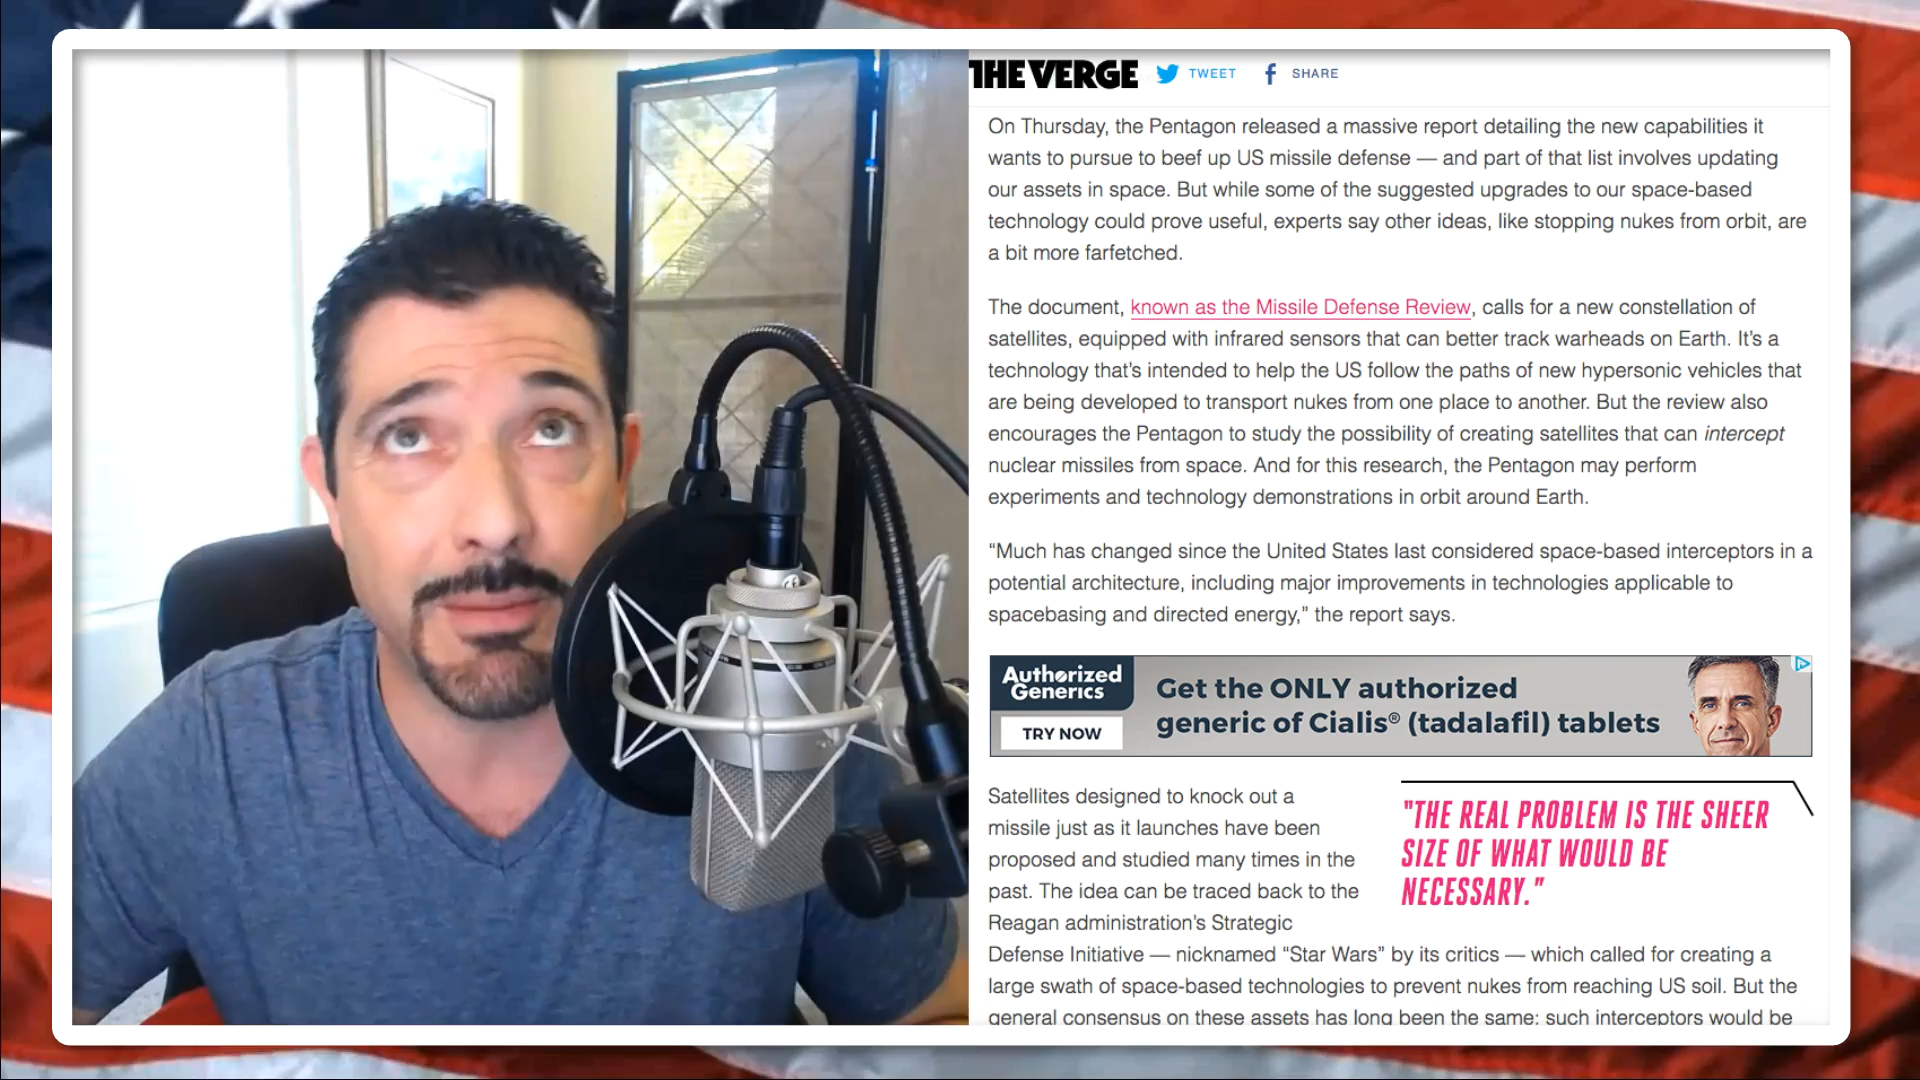 THE VERGE TWEET SHARE
On Thursday, the Pentagon released a massive report detailing the new capabilities it
wants to pursue to beef up US missile defense — and part of that list involves updating
our assets in space. But while some of the suggested upgrades to our space-based
technology could prove useful, experts say other ideas, like stopping nukes from orbit, are
a bit more farfetched.
The document, known as the Missile Defense Review, calls for a new constellation of
satellites, equipped with infrared sensors that can better track warheads on Earth. It’s a
technology that’s intended to help the US follow the paths of new hypersonic vehicles that
are being developed to transport nukes from one place to another. But the review also
encourages the Pentagon to study the possibility of creating satellites that can intercept
nuclear missiles from space. And for this research, the Pentagon may perform
experiments and technology demonstrations in orbit around Earth.
“Much has changed since the United States last considered space-based interceptors in a
potential architecture, including major improvements in technologies applicable to
spacebasing and directed energy,” the report says.
Authorized
Generics
TRY NOW
Get the ONLY authorized
generic of Cialis® (tadalafil) tablets
Satellites designed to knock out a
missile just as it launches have been
proposed and studied many times in the
past. The idea can be traced back to the
Reagan administration’s Strategic
"THE REAL PROBLEM IS THE SHEER
SIZE OF WHAT WOULD BE
NECESSARY."
Defense Initiative — nicknamed “Star Wars” by its critics — which called for creating a
large swath of space-based technologies to prevent nukes from reaching US soil. But the
general consensus on these assets has long been the same: such interceptors would be